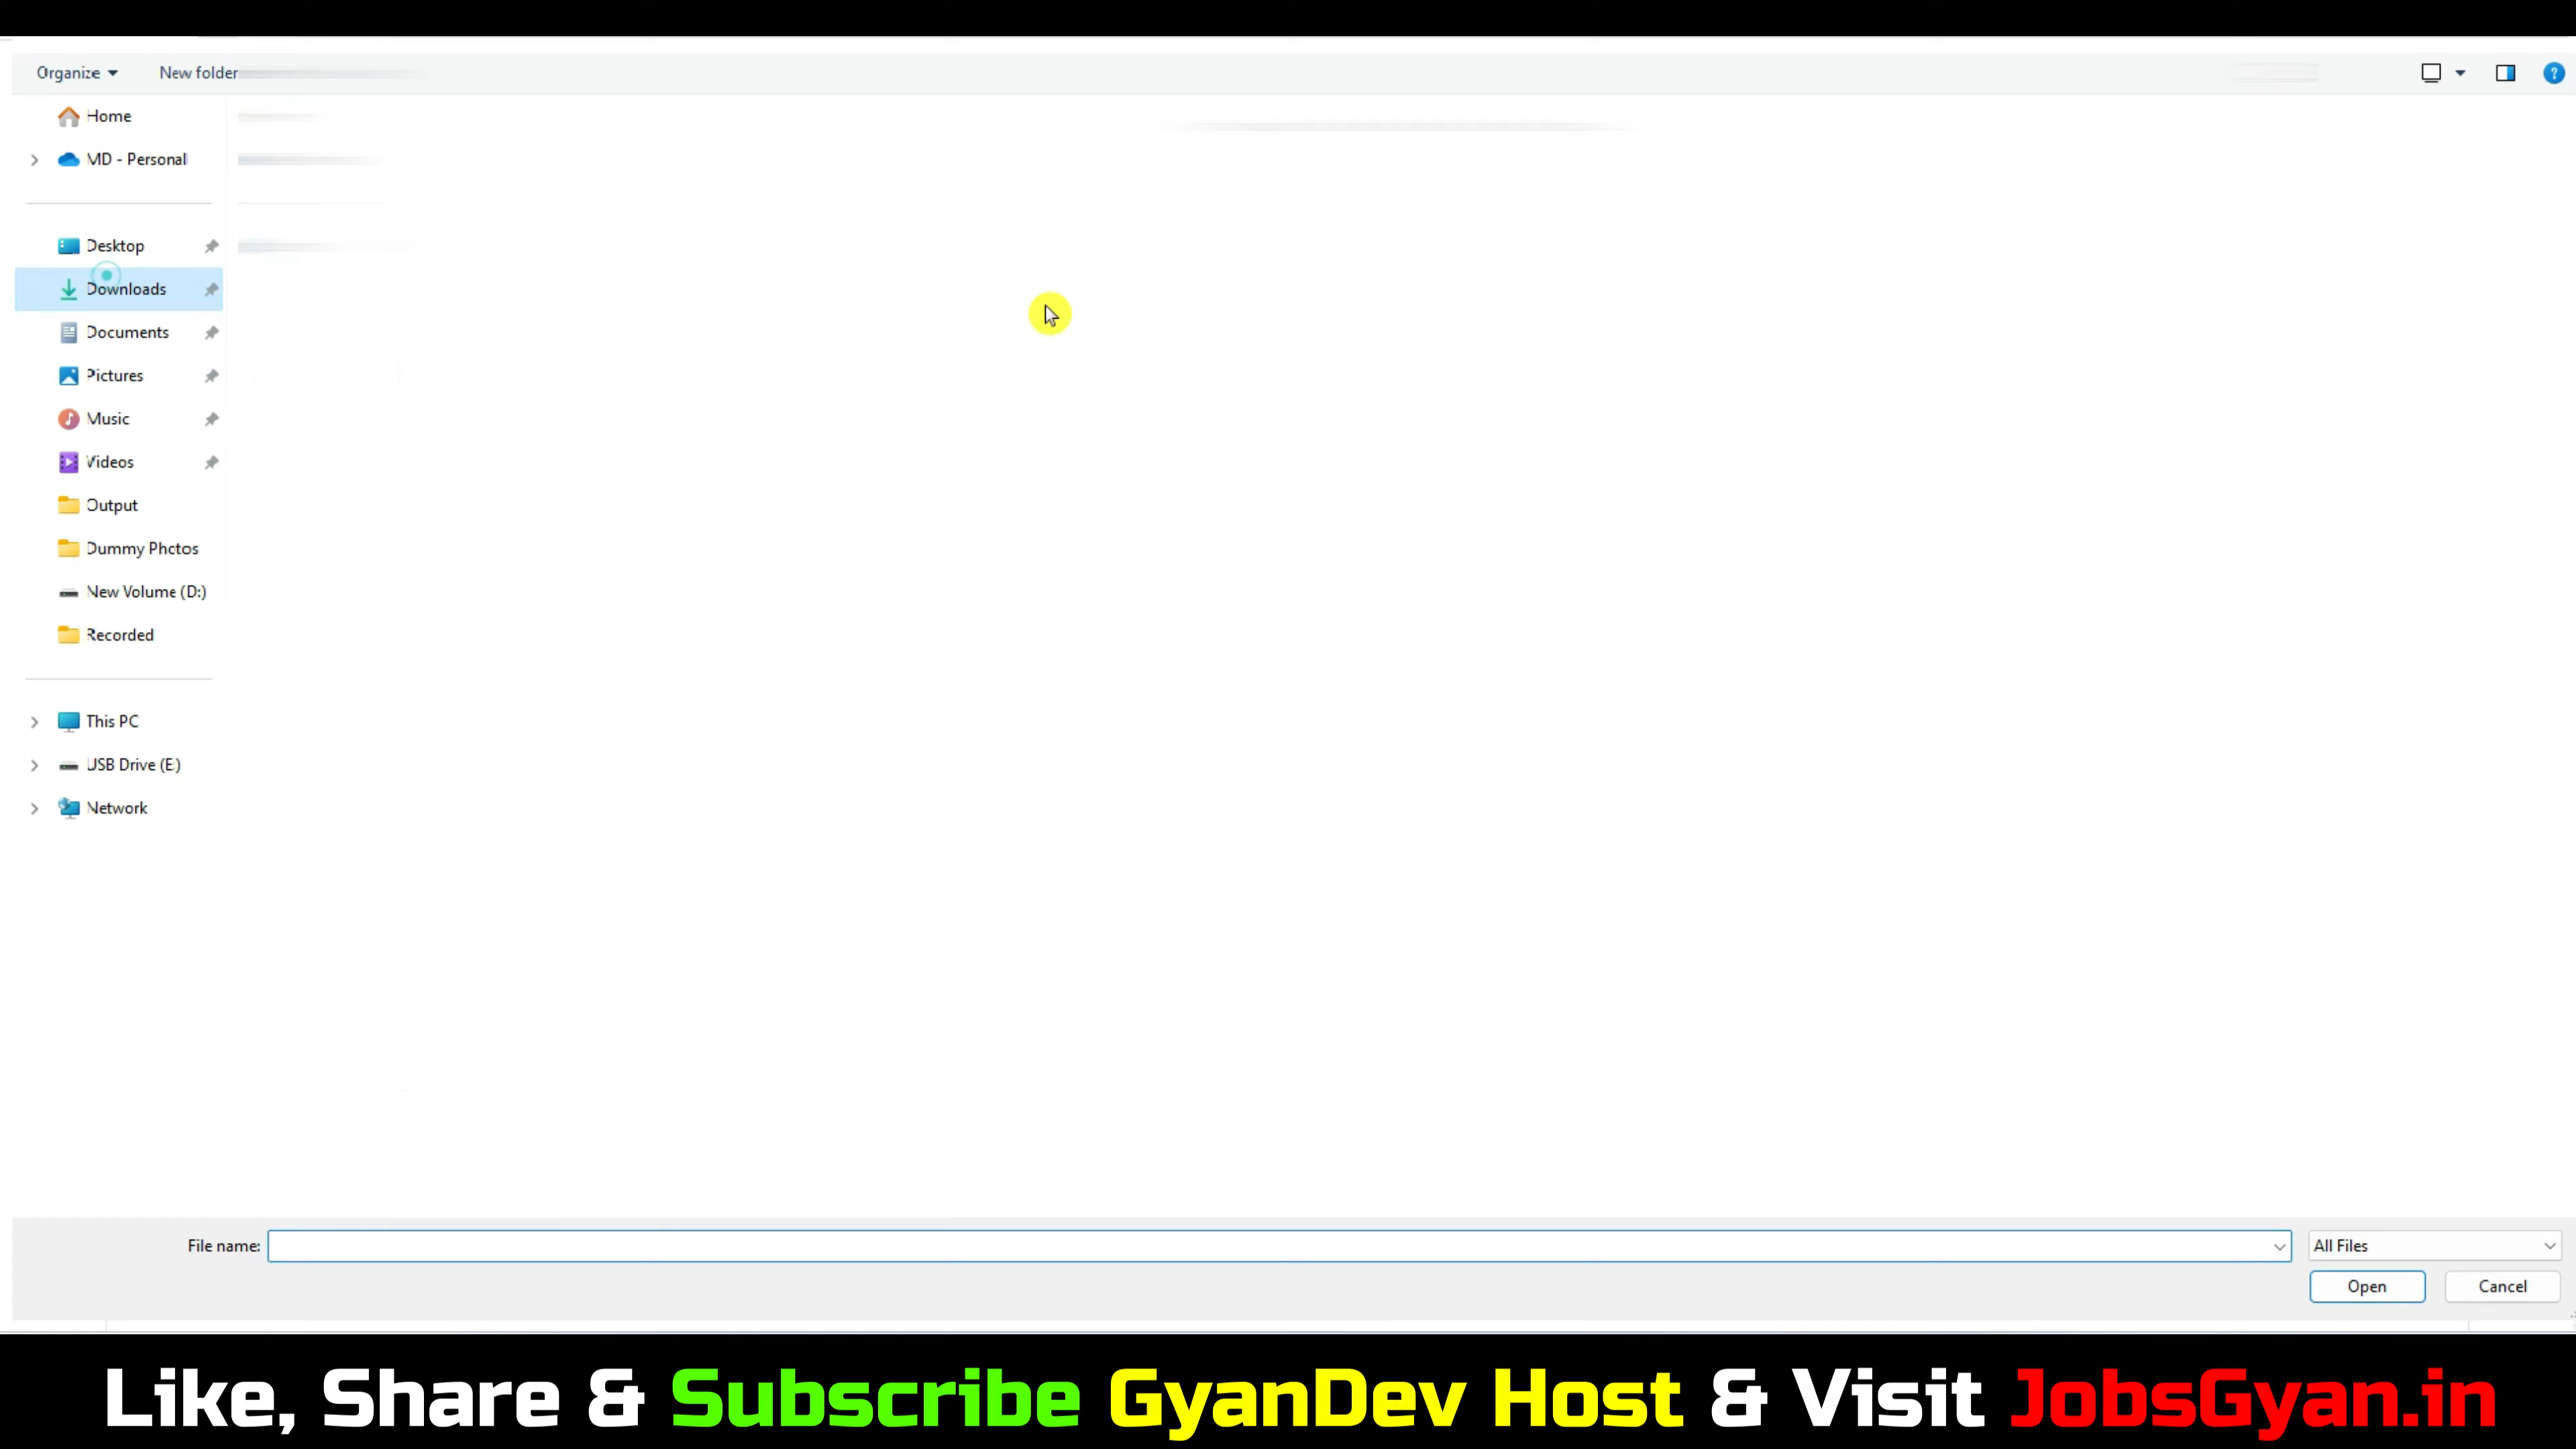 Organize
New folder
Home
MD - Personal
Desktop
Downloads
Documents
Pictures
Music
Videos
Output
Dummy Photos
New Volume (D:)
Recorded
This PC
USB Drive (E:)
Network
File name:
All Files
Open
Cancel
Like, Share & Subscribe GyanDev Host & Visit JobsGyan.in